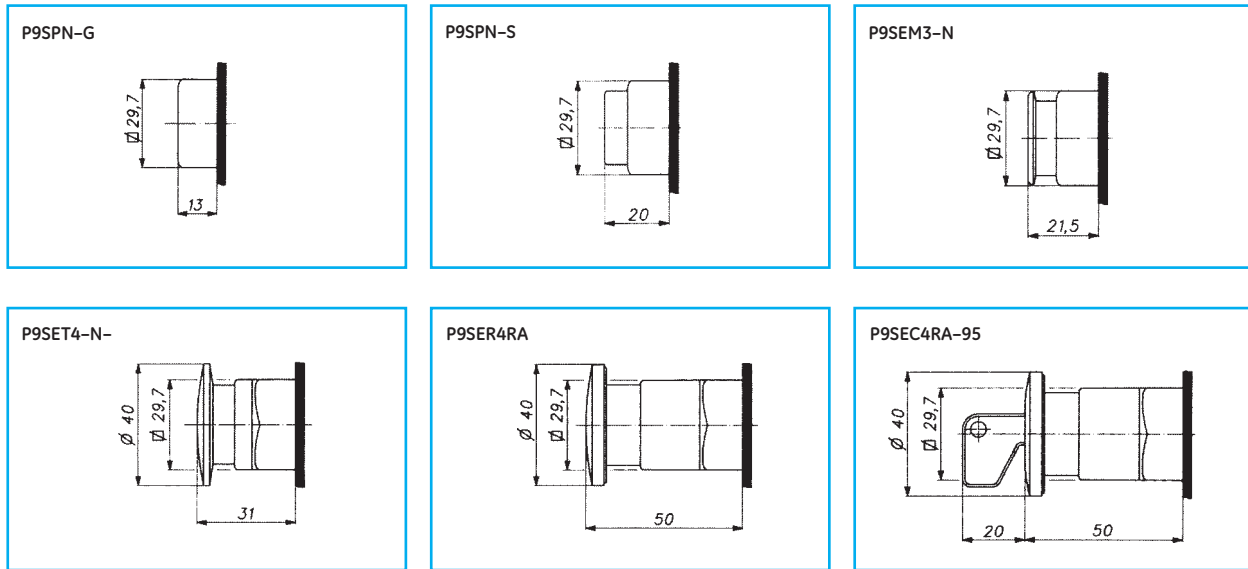 P9SPN-G
⌀ 29,7
13
P9SPN-S
⌀ 29,7
20
P9SEM3-N
⌀ 29,7
21,5
P9SET4-N-
Ø 40
⌀ 29,7
31
P9SER4RA
Ø 40
⌀ 29,7
50
P9SEC4RA-95
Ø 40
⌀ 29,7
20
50